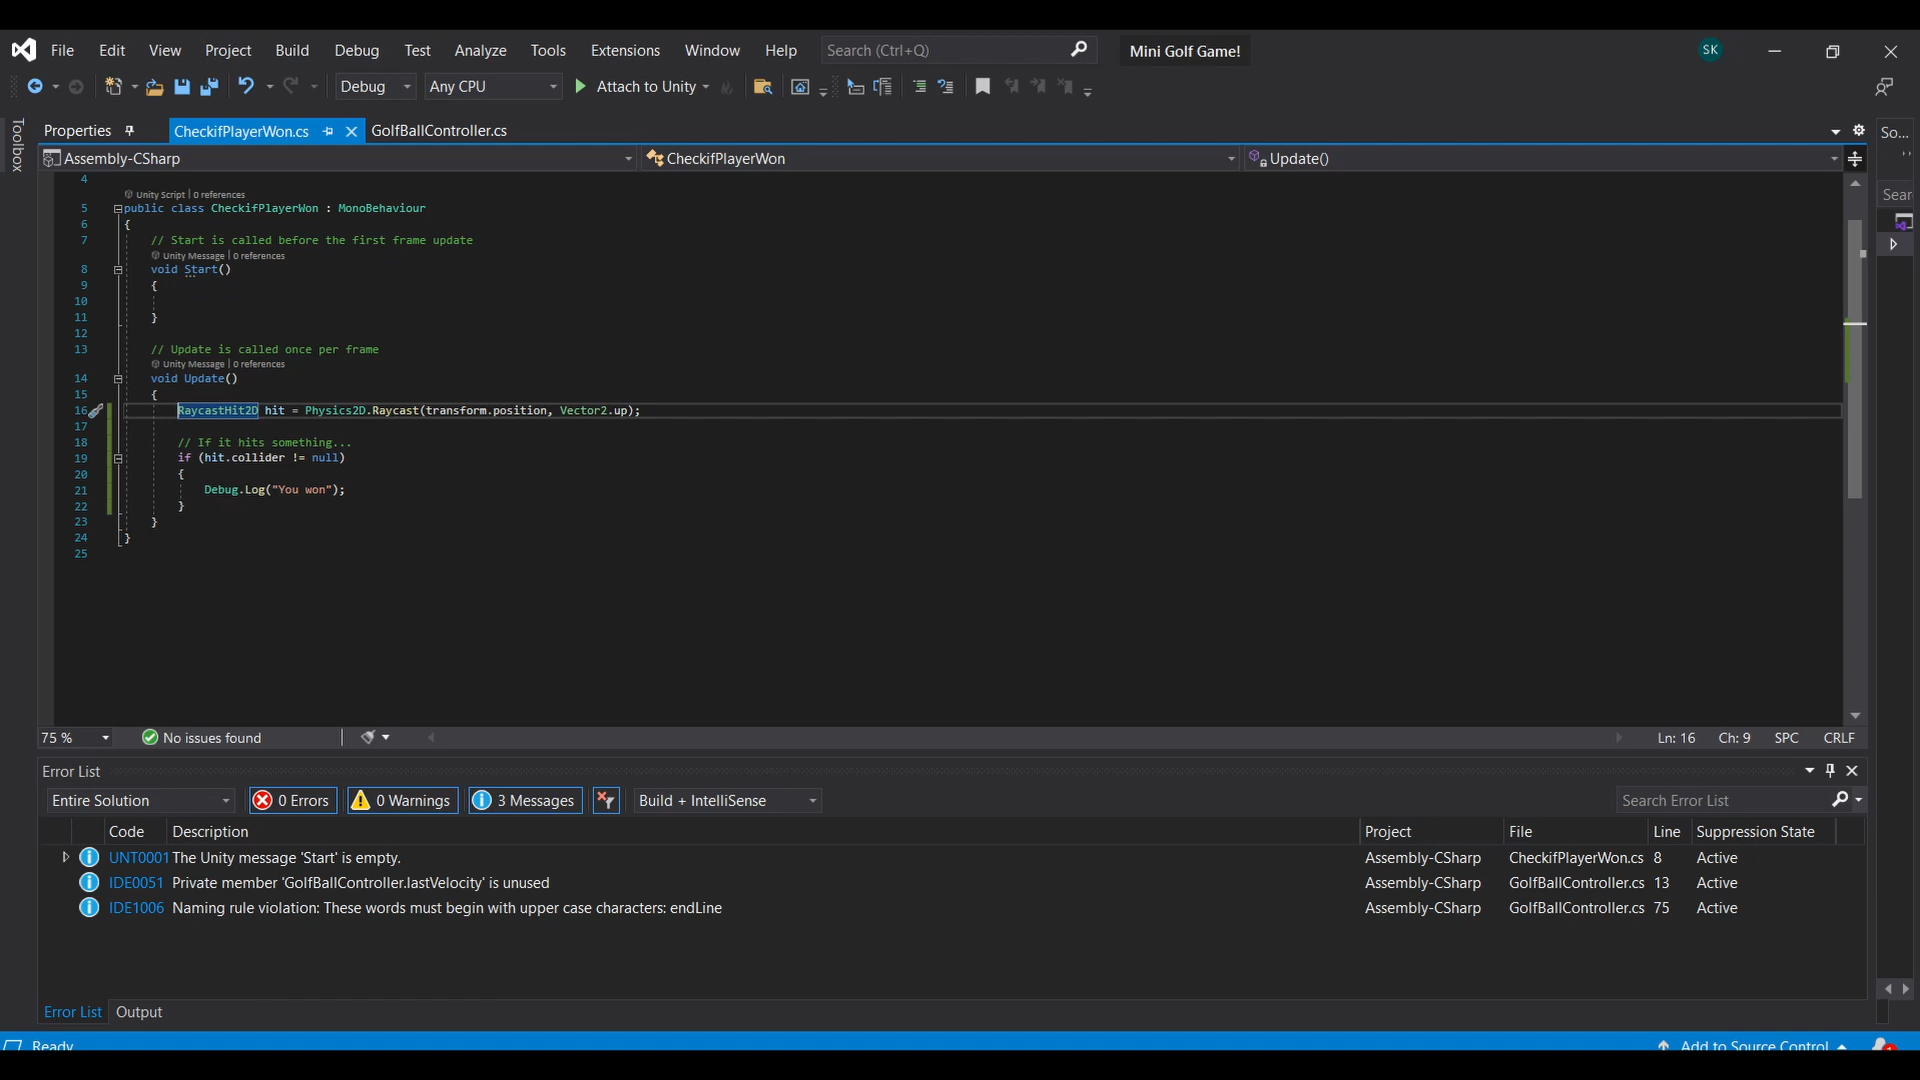 File Edit View Project Build Debug Test Analyze Tools Extensions Window Help Search (Ctrl+Q) Mini Golf Game! SK
Debug Any CPU Attach to Unity
Toolbox
Properties CheckifPlayerWon.cs GolfBallController.cs So...
Assembly-CSharp CheckifPlayerWon Update()
Sear
4
Unity Script | 0 references
5 public class CheckifPlayerWon : MonoBehaviour
6 {
7 // Start is called before the first frame update
Unity Message | 0 references
8 void Start()
9 {
10
11 }
12
13 // Update is called once per frame
Unity Message | 0 references
14 void Update()
15 {
16 RaycastHit2D hit = Physics2D.Raycast(transform.position, Vector2.up);
17
18 // If it hits something...
19 if (hit.collider != null)
20 {
21 Debug.Log("You won");
22 }
23 }
24 }
25
75 % No issues found Ln: 16 Ch: 9 SPC CRLF
Error List
Entire Solution 0 Errors 0 Warnings 3 Messages Build + IntelliSense Search Error List
Code Description Project File Line Suppression State
UNT0001 The Unity message 'Start' is empty. Assembly-CSharp CheckifPlayerWon.cs 8 Active
IDE0051 Private member 'GolfBallController.lastVelocity' is unused Assembly-CSharp GolfBallController.cs 13 Active
IDE1006 Naming rule violation: These words must begin with upper case characters: endLine Assembly-CSharp GolfBallController.cs 75 Active
Error List Output
Ready Add to Source Control